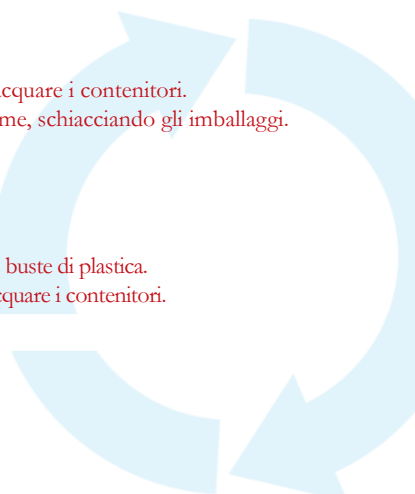 acquare i contenitori.
me, schiacciando gli imballaggi.
buste di plastica.
cquare i contenitori.